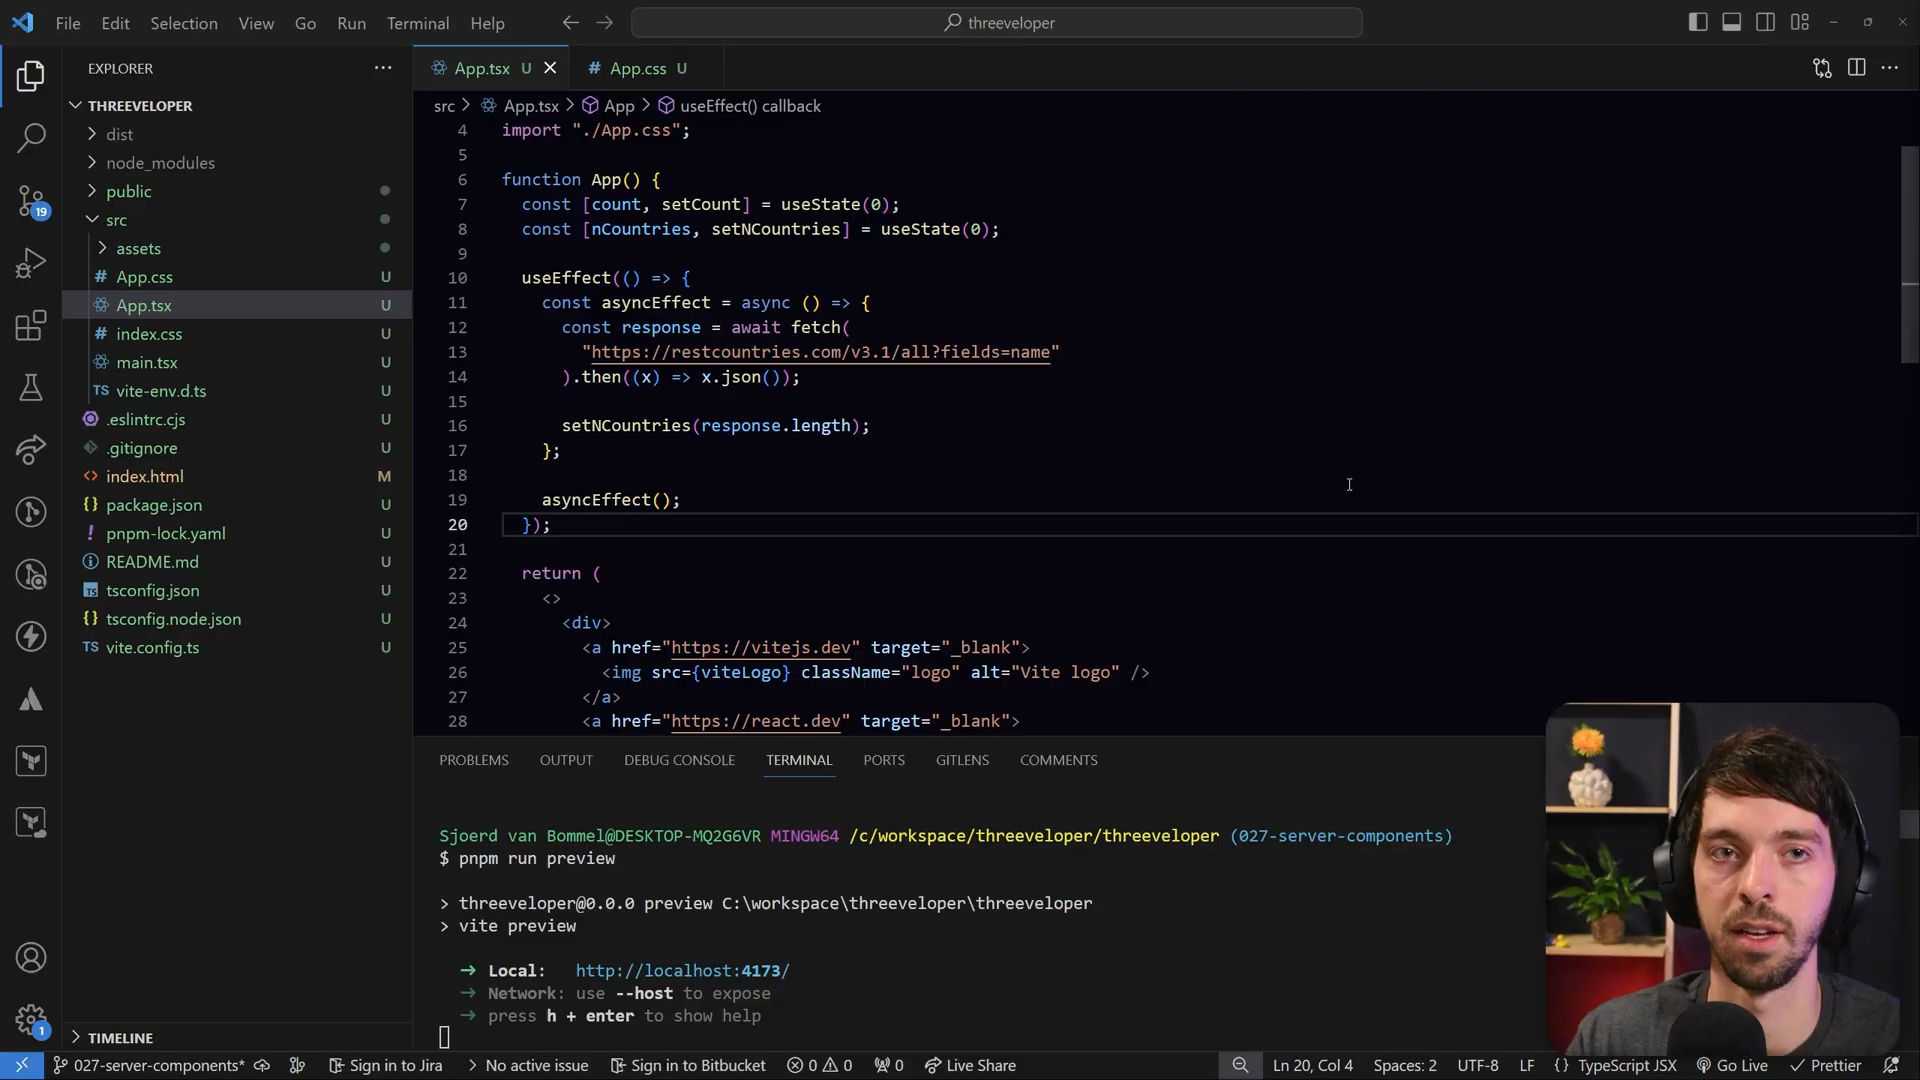 File Edit Selection View Go Run Terminal Help
threeveloper
EXPLORER
THREEVELOPER
dist
node_modules
public
src
assets
# App.css U
App.tsx U
# index.css U
main.tsx U
TS vite-env.d.ts U
.eslintrc.cjs U
.gitignore U
<> index.html M
{} package.json U
! pnpm-lock.yaml U
README.md U
TS tsconfig.json U
{} tsconfig.node.json U
TS vite.config.ts U
TIMELINE
19
1
App.tsx U
# App.css U
src > App.tsx > App > useEffect() callback
4 import "./App.css";
5
6 function App() {
7 const [count, setCount] = useState(0);
8 const [nCountries, setNCountries] = useState(0);
9
10 useEffect(() => {
11 const asyncEffect = async () => {
12 const response = await fetch(
13 "https://restcountries.com/v3.1/all?fields=name"
14 ).then((x) => x.json());
15
16 setNCountries(response.length);
17 };
18
19 asyncEffect();
20 });
21
22 return (
23 <>
24 <div>
25 <a href="https://vitejs.dev" target="_blank">
26 <img src={viteLogo} className="logo" alt="Vite logo" />
27 </a>
28 <a href="https://react.dev" target="_blank">
PROBLEMS OUTPUT DEBUG CONSOLE TERMINAL PORTS GITLENS COMMENTS
Sjoerd van Bommel@DESKTOP-MQ2G6VR MINGW64 /c/workspace/threeveloper/threeveloper (027-server-components)
$ pnpm run preview
> threeveloper@0.0.0 preview C:\workspace\threeveloper\threeveloper
> vite preview
➜ Local: http://localhost:4173/
➜ Network: use --host to expose
➜ press h + enter to show help
027-server-components* Sign in to Jira > No active issue Sign in to Bitbucket 0 0 0 Live Share Ln 20, Col 4 Spaces: 2 UTF-8 LF {} TypeScript JSX Go Live Prettier